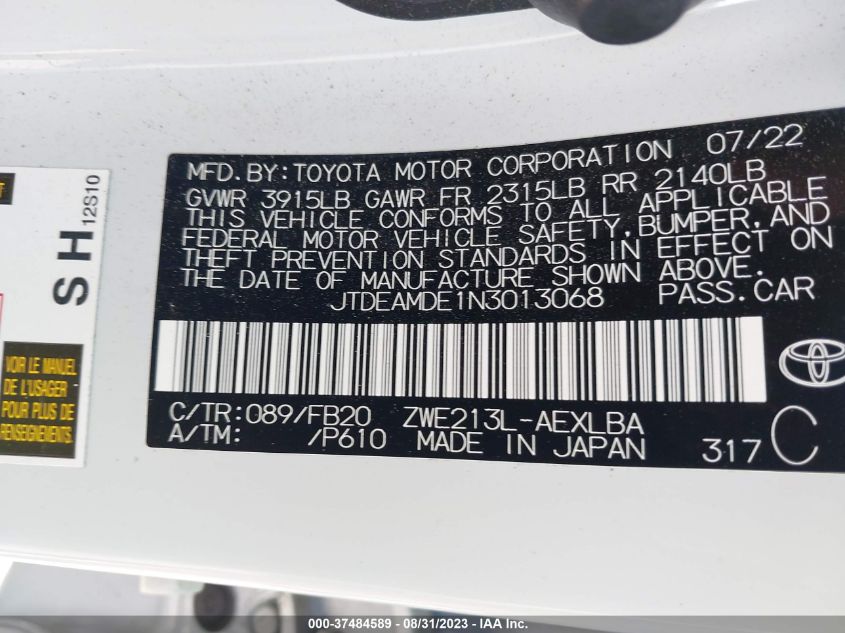 MFD. BY: TOYOTA MOTOR CORPORATION 07/22
GVWR 3915LB GAWR FR 2315LB RR 2140LB
THIS VEHICLE CONFORMS TO ALL APPLICABLE
FEDERAL MOTOR VEHICLE SAFETY, BUMPER, AND
THEFT PREVENTION STANDARDS IN EFFECT ON
THE DATE OF MANUFACTURE SHOWN ABOVE.
JTDEAMDE1N3013068 PASS. CAR
C/TR: 089/FB20 ZWE213L-AEXLBA
A/TM: /P610 MADE IN JAPAN 317 C
SH
12S10
VOIR LE MANUEL
DE L'USAGER
POUR PLUS DE
RENSEIGNEMENTS
000-37484589 - 08/31/2023 - IAA Inc.